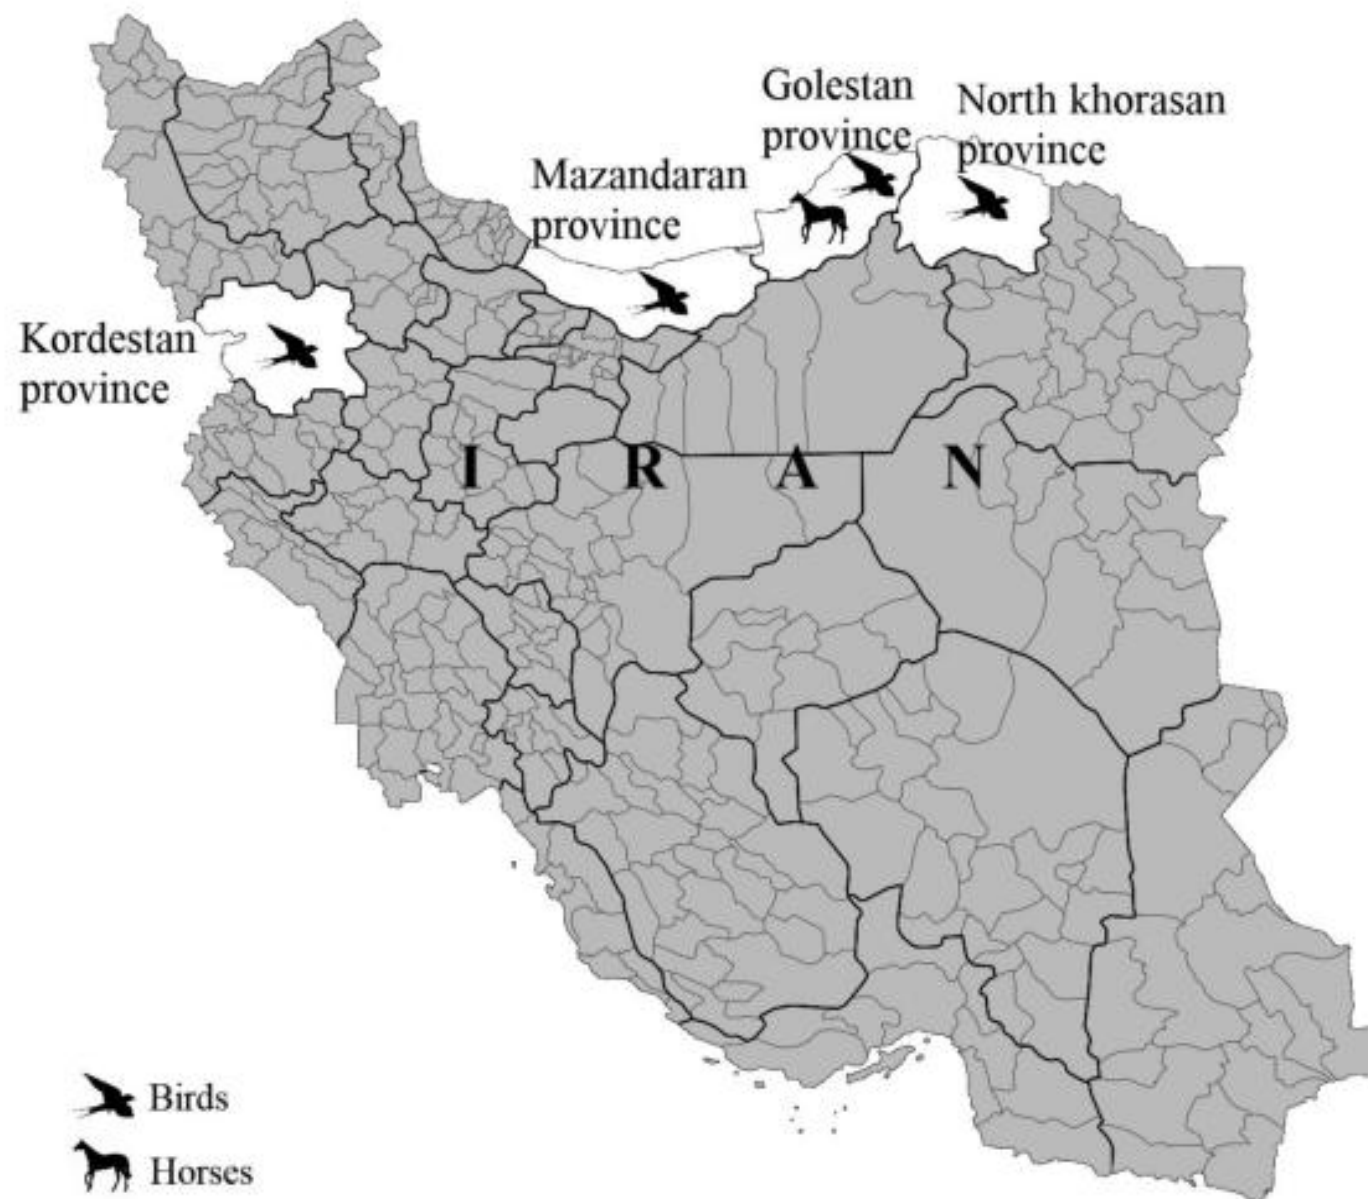 Golestan
province
North khorasan
province
Mazandaran
province
Kordestan
province
I R A N
Birds
Horses